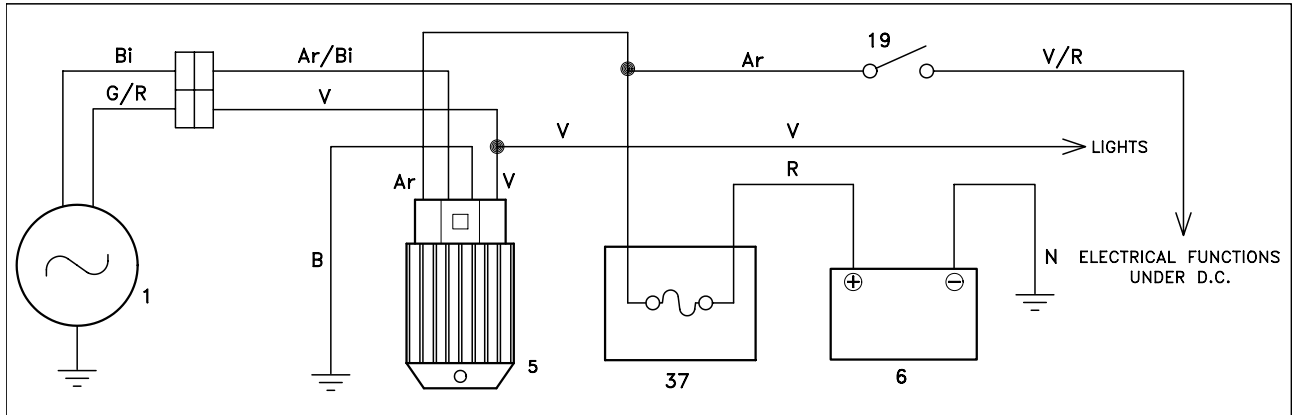 Bi
Ar/Bi
19
Ar
V/R
G/R
V
V
V
LIGHTS
R
Ar
V
B
N
ELECTRICAL FUNCTIONS
UNDER D.C.
1
+
-
5
37
6